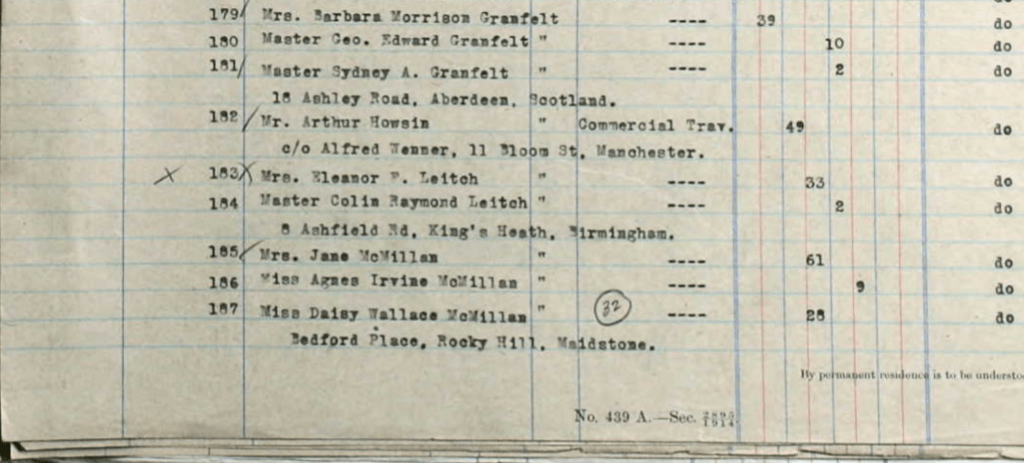 do
179 Mrs. Barbara Morrison Granfelt ---- 39 do
180 Master Geo. Edward Granfelt " ---- 10 do
181 Master Sydney A. Granfelt " ---- 2 do
18 Ashley Road, Aberdeen, Scotland.
182 Mr. Arthur Howsin " Commercial Trav. 49 do
c/o Alfred Wenner, 11 Bloom St, Manchester.
X 183 Mrs. Eleanor F. Leitch " ---- 33 do
184 Master Colin Raymond Leitch " ---- 2 do
8 Ashfield Rd, King's Heath, Birmingham.
185 Mrs. Jane McMillan " ---- 61 do
186 Miss Agnes Irvine McMillan " 9 do
187 Miss Daisy Wallace McMillan " 32 ---- 28 do
Bedford Place, Rocky Hill, Maidstone.
By permanent residence is to be understo
No. 439 A.—Sec.